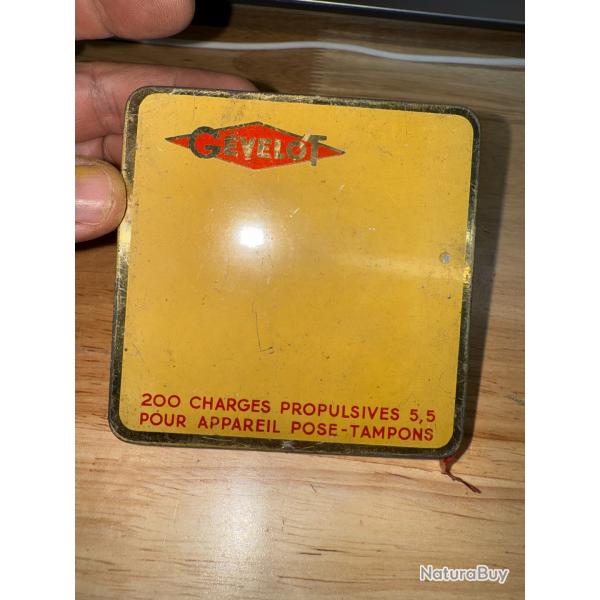 GEVELOT
200 CHARGES PROPULSIVES 5,5
POUR APPAREIL POSE-TAMPONS
NaturaBuy